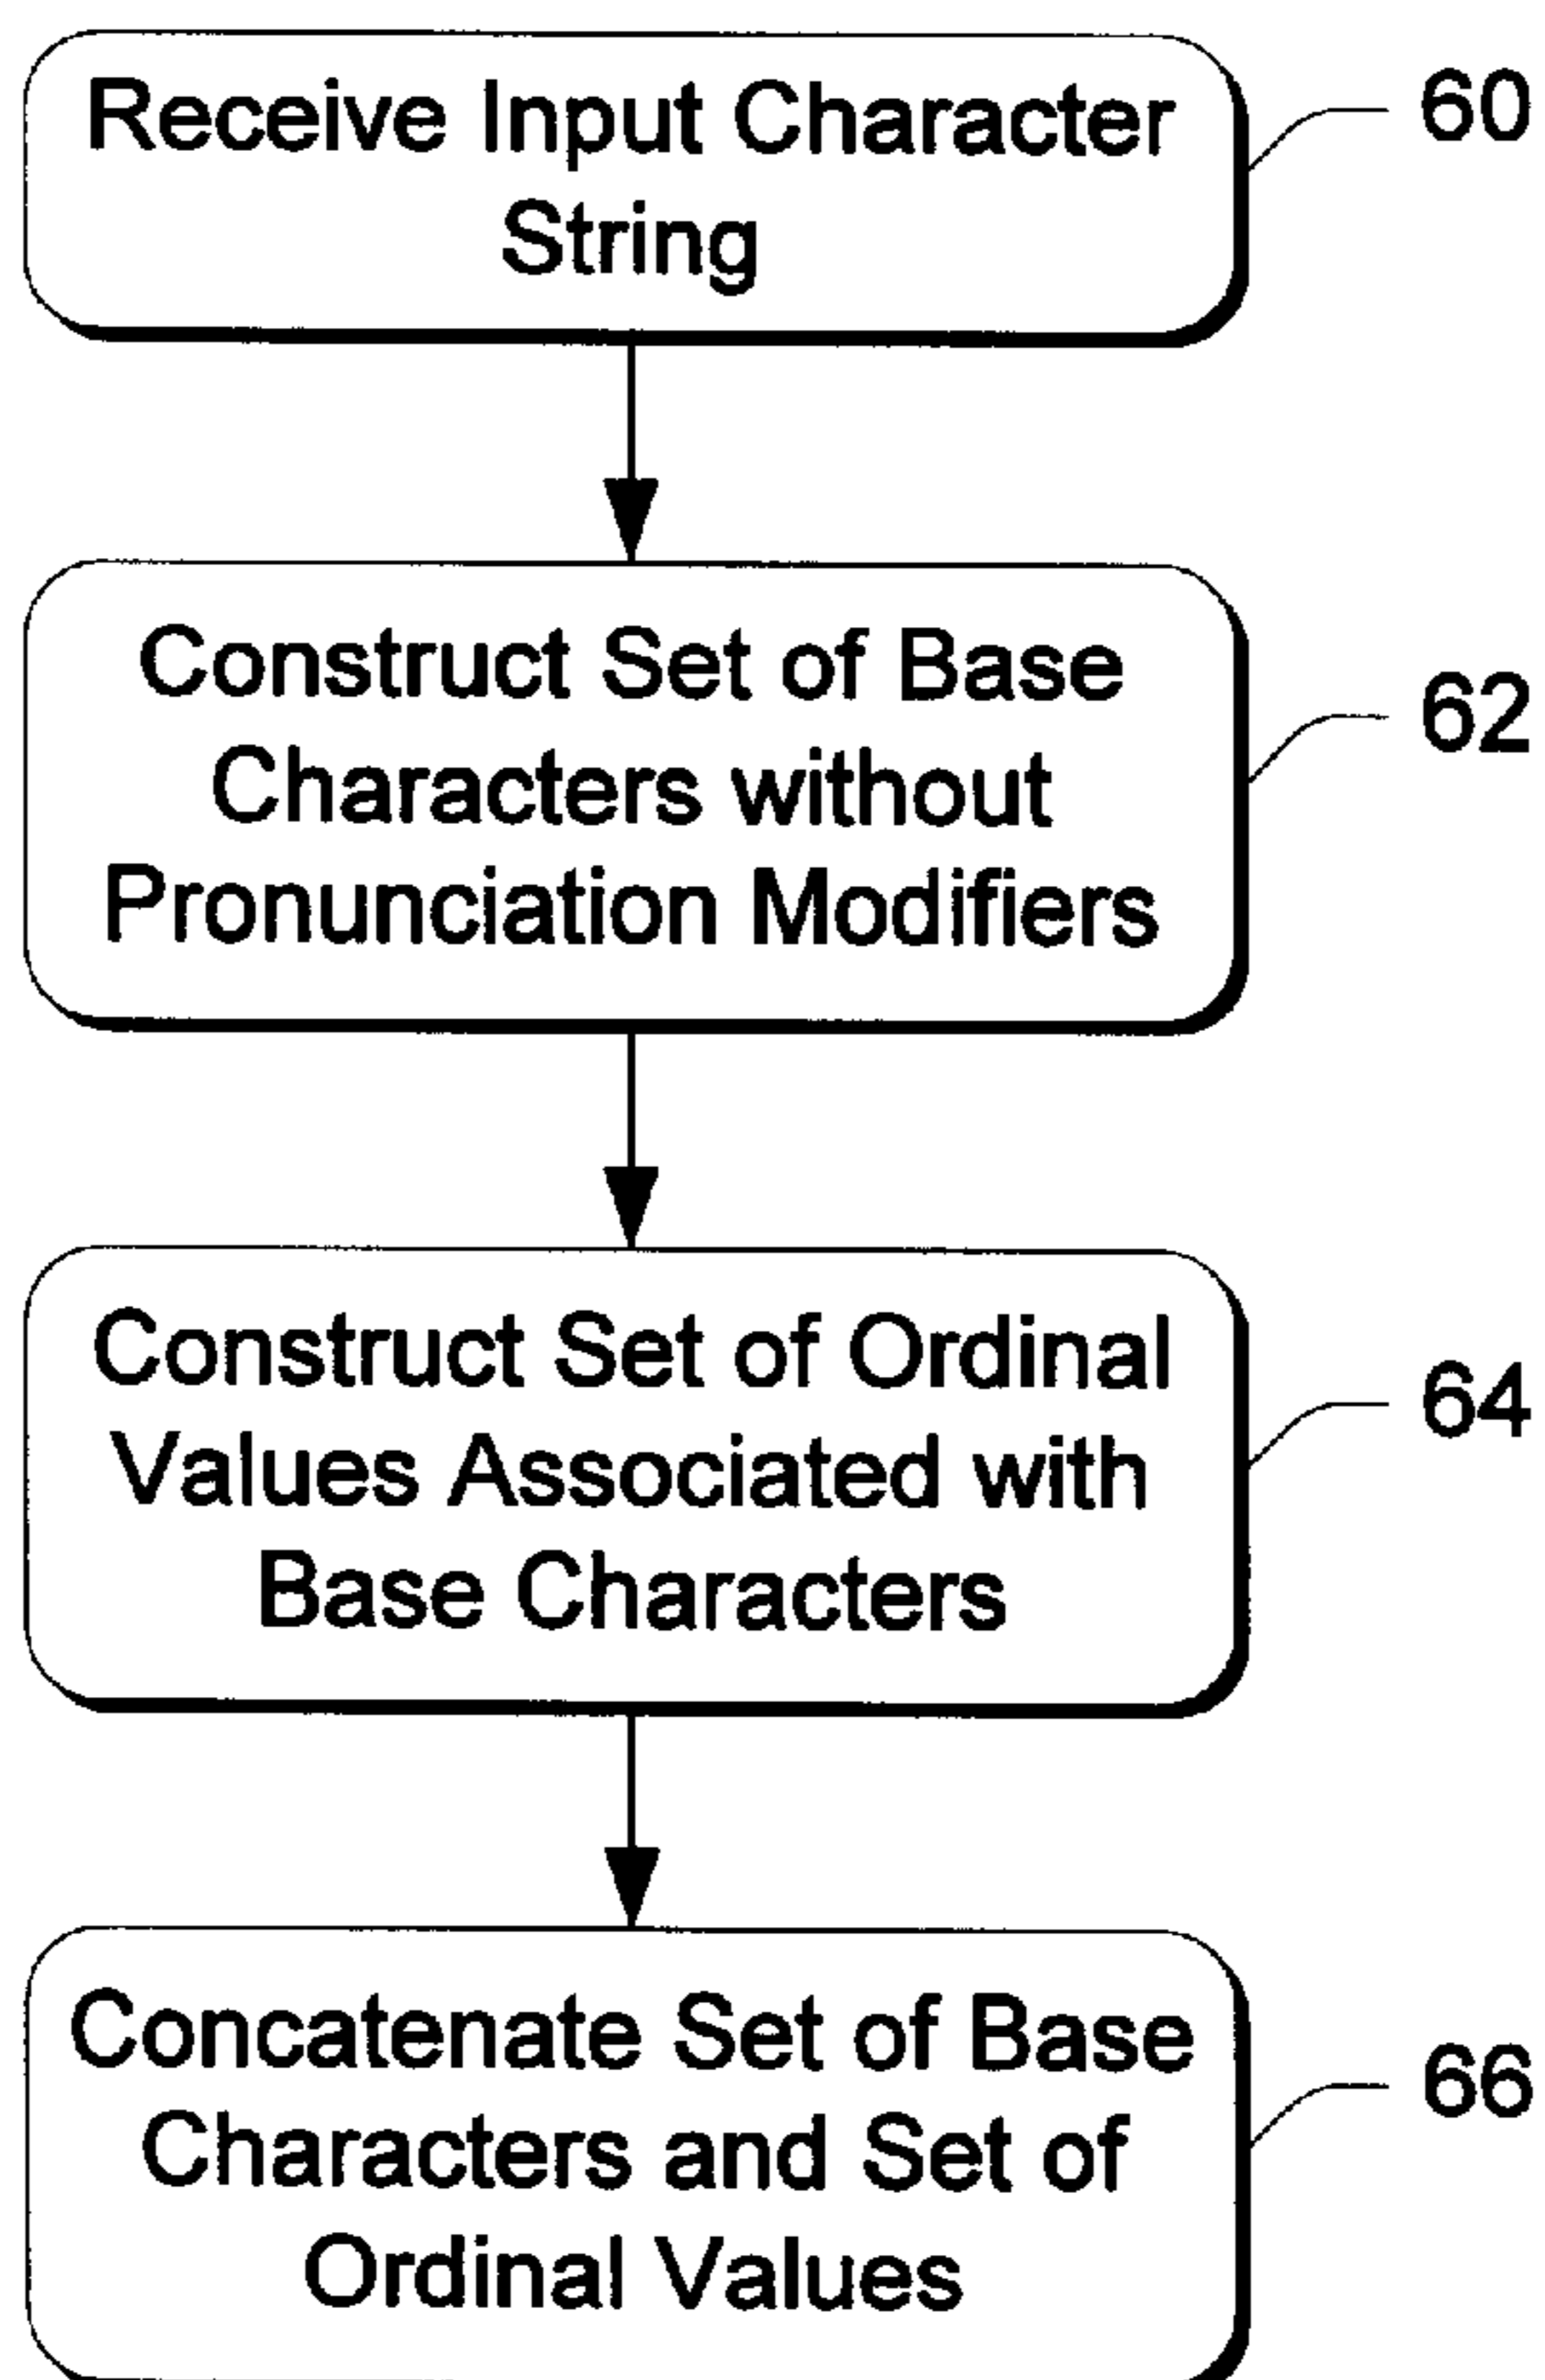 Receive Input Character
String
60
Construct Set of Base
Characters without
Pronunciation Modifiers
62
Construct Set of Ordinal
Values Associated with
Base Characters
64
Concatenate Set of Base
Characters and Set of
Ordinal Values
66